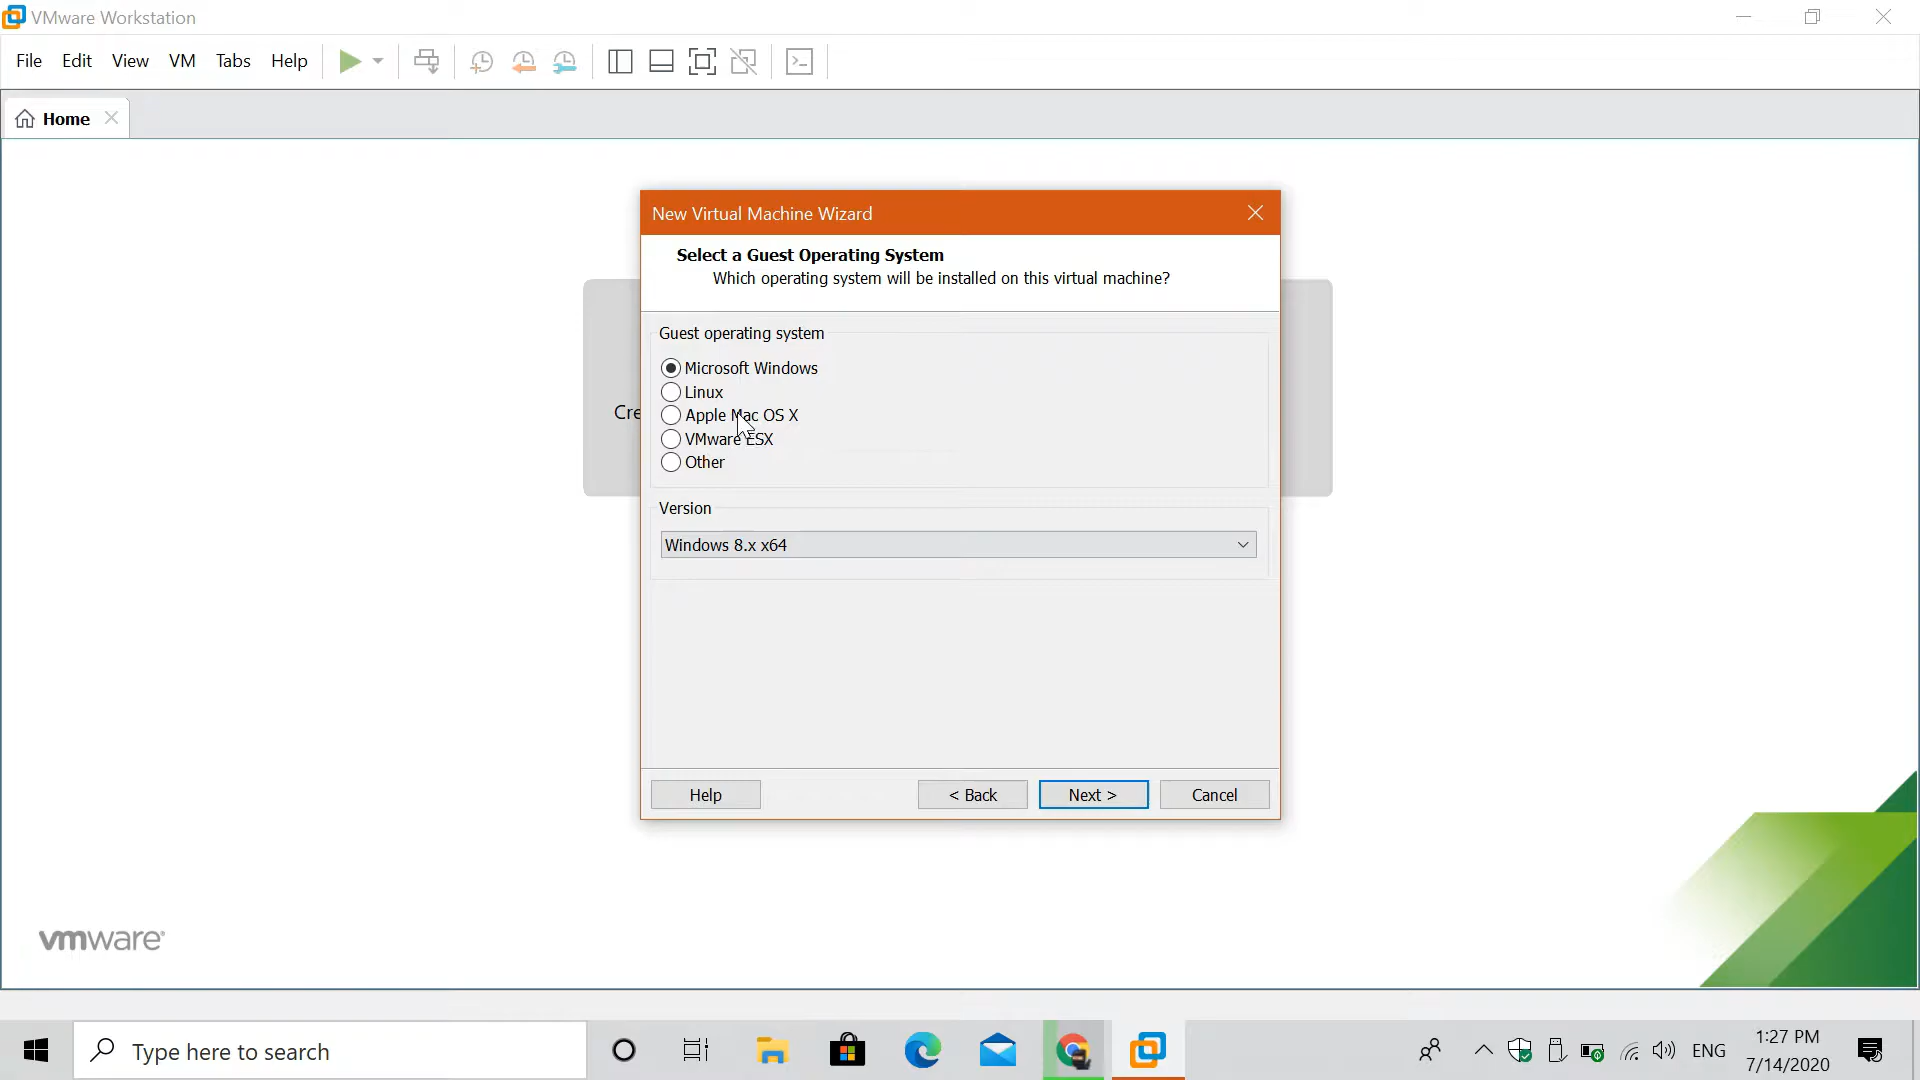 VMware Workstation
File Edit View VM Tabs Help
Home
New Virtual Machine Wizard
Select a Guest Operating System
Which operating system will be installed on this virtual machine?
Guest operating system
Microsoft Windows
Linux
Cre
Apple Mac OS X
VMware ESX
Other
Version
Windows 8.x x64
Help < Back Next > Cancel
vmware®
Type here to search
ENG
1:27 PM
7/14/2020